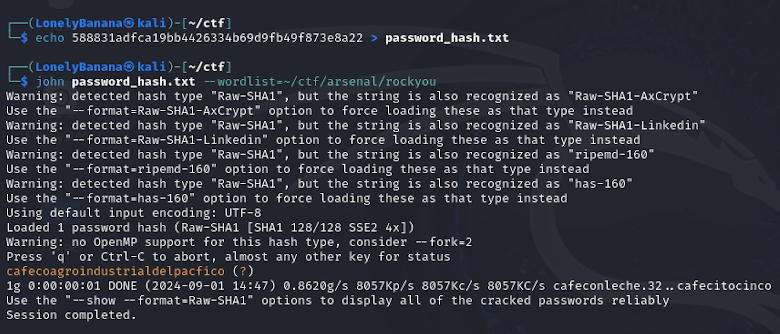 ┌──(LonelyBanana㉿kali)-[~/ctf]
└─$ echo 588831adfca19bb4426334b69d9fb49f873e8a22 > password_hash.txt
┌──(LonelyBanana㉿kali)-[~/ctf]
└─$ john password_hash.txt --wordlist=~/ctf/arsenal/rockyou
Warning: detected hash type "Raw-SHA1", but the string is also recognized as "Raw-SHA1-AxCrypt"
Use the "--format=Raw-SHA1-AxCrypt" option to force loading these as that type instead
Warning: detected hash type "Raw-SHA1", but the string is also recognized as "Raw-SHA1-Linkedin"
Use the "--format=Raw-SHA1-Linkedin" option to force loading these as that type instead
Warning: detected hash type "Raw-SHA1", but the string is also recognized as "ripemd-160"
Use the "--format=ripemd-160" option to force loading these as that type instead
Warning: detected hash type "Raw-SHA1", but the string is also recognized as "has-160"
Use the "--format=has-160" option to force loading these as that type instead
Using default input encoding: UTF-8
Loaded 1 password hash (Raw-SHA1 [SHA1 128/128 SSE2 4x])
Warning: no OpenMP support for this hash type, consider --fork=2
Press 'q' or Ctrl-C to abort, almost any other key for status
cafecoagroindustrialdelpacfico (?)
1g 0:00:00:01 DONE (2024-09-01 14:47) 0.8620g/s 8057Kp/s 8057Kc/s 8057KC/s cafeconleche.32..cafecitocinco
Use the "--show --format=Raw-SHA1" options to display all of the cracked passwords reliably
Session completed.